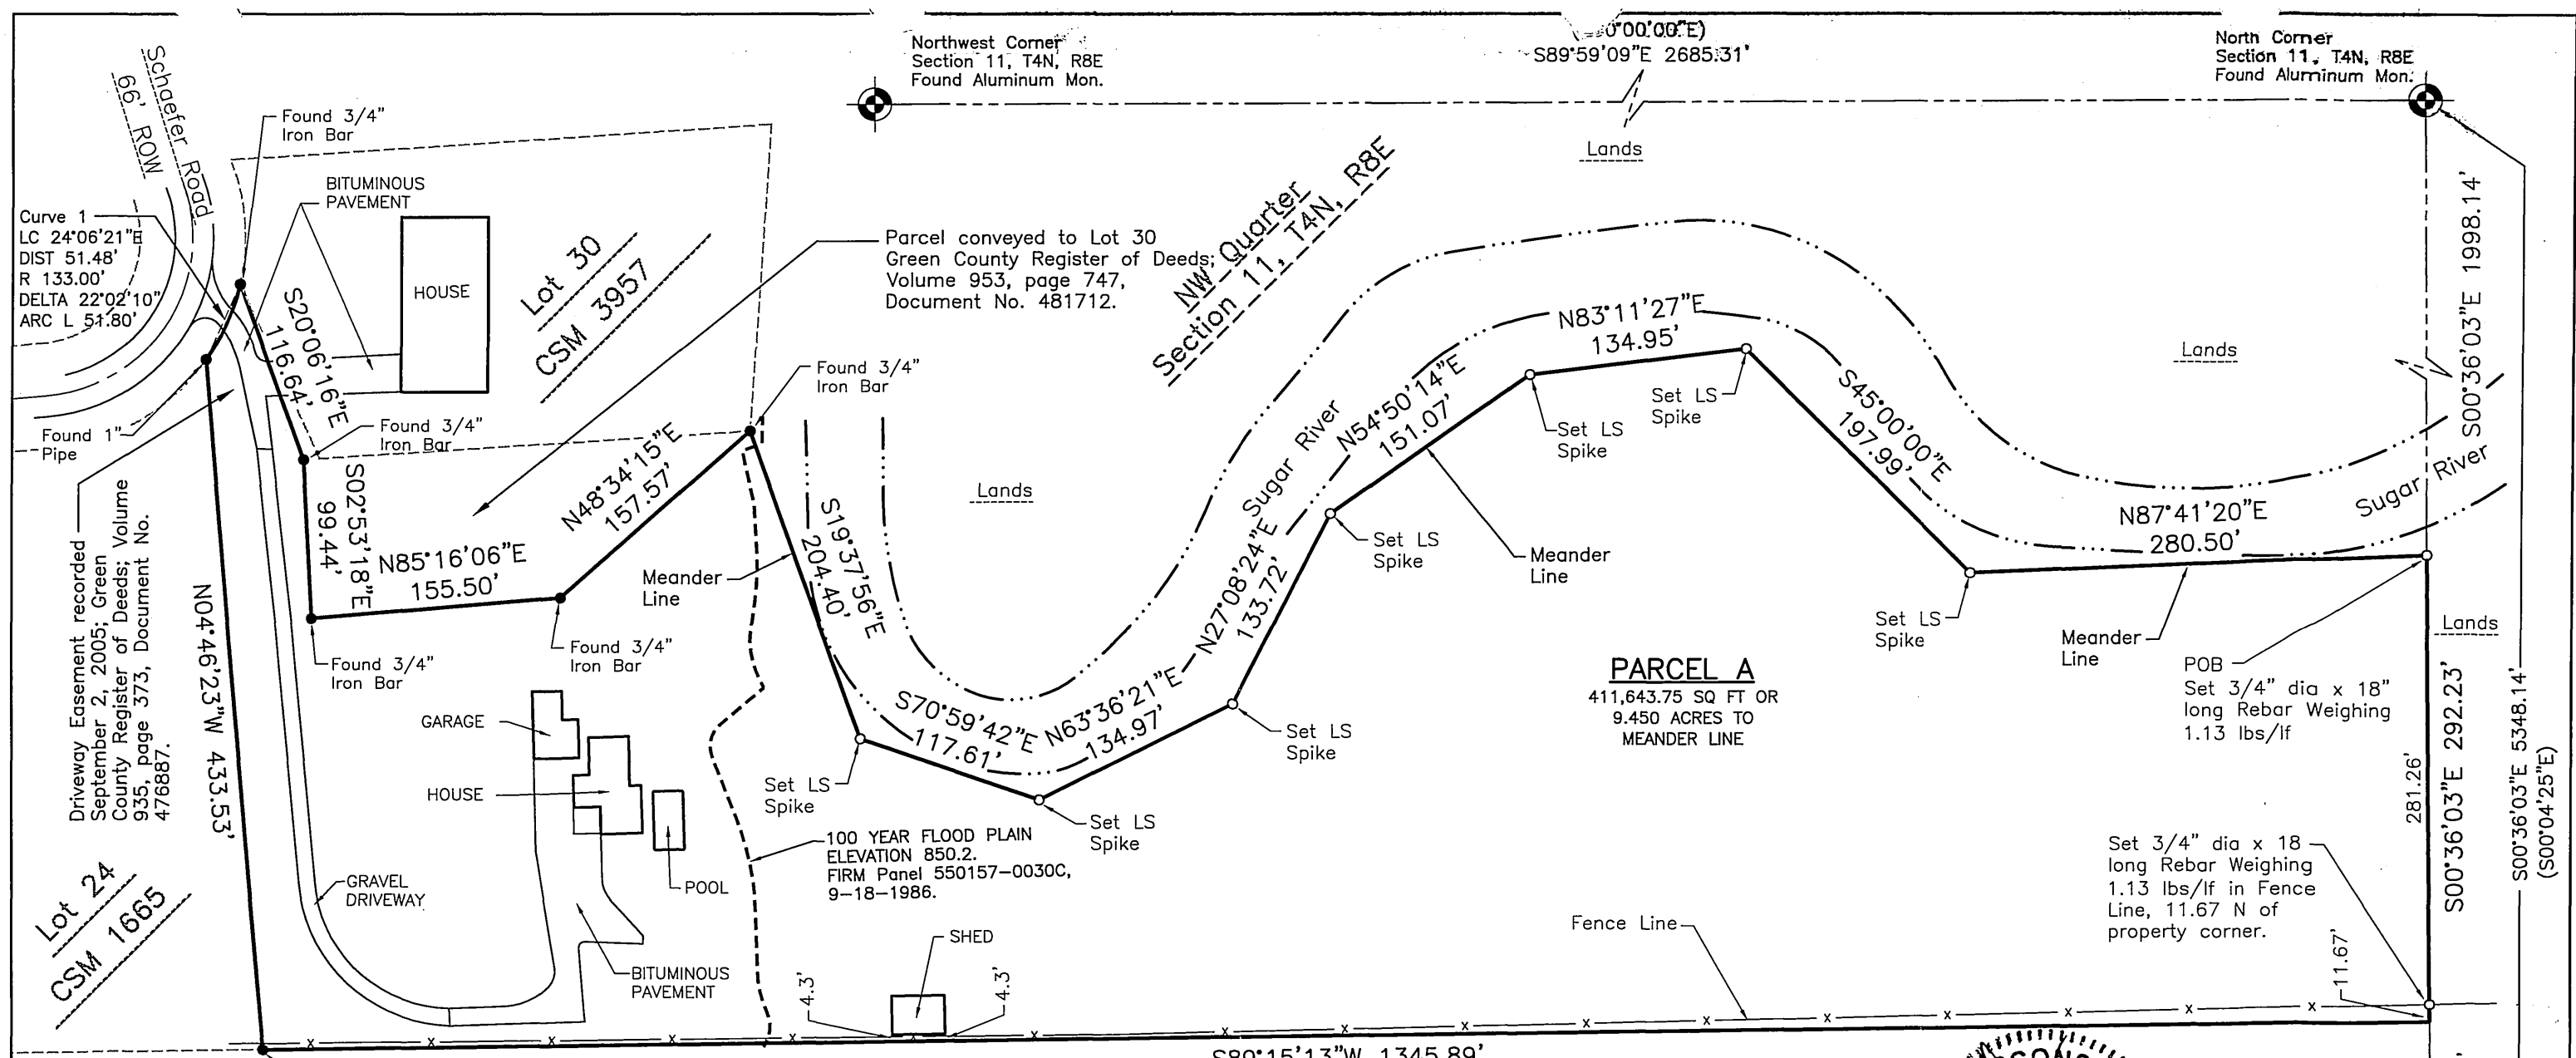 Northwest Corner
Section 11, T4N, R8E
Found Aluminum Mon.
0°00'00"E)
S89°59'09"E 2685.31'
North Corner
Section 11, T4N, R8E
Found Aluminum Mon.
Schaefer Road
66' ROW
Found 3/4"
Iron Bar
BITUMINOUS
PAVEMENT
Curve 1
LC 24°06'21"E
DIST 51.48'
R 133.00'
DELTA 22°02'10"
ARC L 51.80'
HOUSE
Lot 30
CSM 3957
Parcel conveyed to Lot 30
Green County Register of Deeds;
Volume 953, page 747,
Document No. 481712.
NW Quarter
Section 11, T4N, R8E
Lands
S00°36'03"E 1998.14'
S20°06'16"E
116.64'
Found 1"
Pipe
Found 3/4"
Iron Bar
Found 3/4"
Iron Bar
N48°34'15"E
157.57'
S02°53'18"E
99.44'
N85°16'06"E
155.50'
Driveway Easement recorded
September 2, 2005; Green
County Register of Deeds; Volume
935, page 373, Document No.
476887.
N04°46'23"W 433.53'
Found 3/4"
Iron Bar
Found 3/4"
Iron Bar
Meander
Line
S19°37'56"E
204.40'
Lands
Sugar River
N54°50'14"E
151.07'
N83°11'27"E
134.95'
Set LS
Spike
Set LS
Spike
Set LS
Spike
Meander
Line
N27°08'24"E
133.72'
S45°00'00"E
197.99'
Lands
Sugar River
N87°41'20"E
280.50'
Set LS
Spike
Meander
Line
Lands
POB
Set 3/4" dia x 18"
long Rebar Weighing
1.13 lbs/lf
PARCEL A
411,643.75 SQ FT OR
9.450 ACRES TO
MEANDER LINE
S70°59'42"E
117.61'
N63°36'21"E
134.97'
Set LS
Spike
Set LS
Spike
Set LS
Spike
GARAGE
HOUSE
POOL
100 YEAR FLOOD PLAIN
ELEVATION 850.2.
FIRM Panel 550157-0030C,
9-18-1986.
GRAVEL
DRIVEWAY
BITUMINOUS
PAVEMENT
Lot 24
CSM 1665
SHED
4.3'
4.3'
Fence Line
Set 3/4" dia x 18
long Rebar Weighing
1.13 lbs/lf in Fence
Line, 11.67 N of
property corner.
281.26'
S00°36'03"E 292.23'
S00°36'03"E 5348.14'
(S00°04'25"E)
11.67'
S89°15'13"W 1345.89'